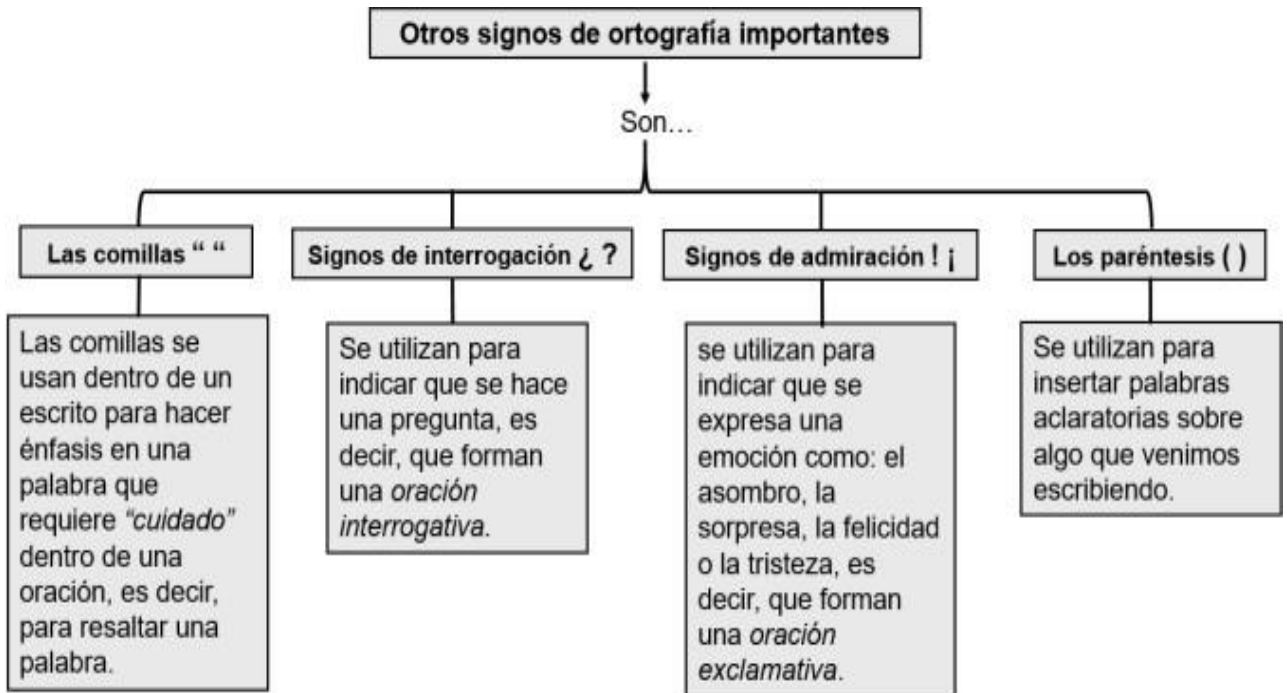 Otros signos de ortografía importantes
Son...
Las comillas “ “
Signos de interrogación ¿ ?
Signos de admiración ! ¡
Los paréntesis ( )
Las comillas se
usan dentro de un
escrito para hacer
énfasis en una
palabra que
requiere “cuidado”
dentro de una
oración, es decir,
para resaltar una
palabra.
Se utilizan para
indicar que se hace
una pregunta, es
decir, que forman
una oración
interrogativa.
se utilizan para
indicar que se
expresa una
emoción como: el
asombro, la
sorpresa, la felicidad
o la tristeza, es
decir, que forman
una oración
exclamativa.
Se utilizan para
insertar palabras
aclaratorias sobre
algo que venimos
escribiendo.